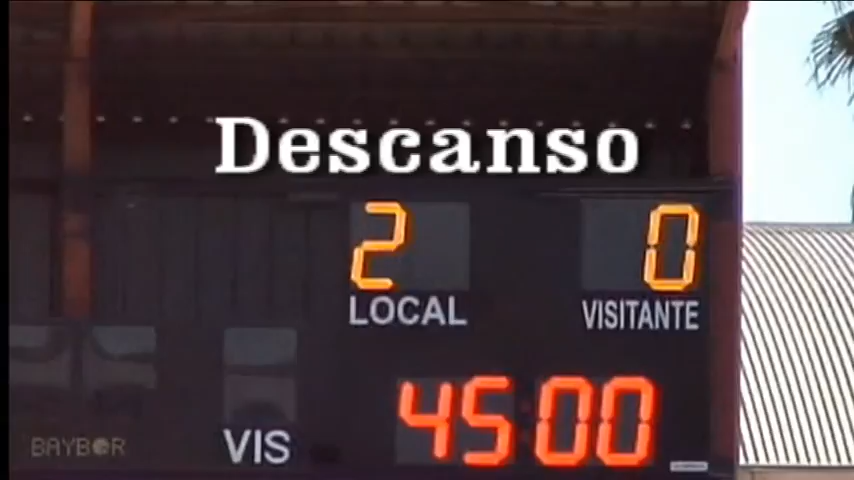 Descanso
2 0
LOCAL VISITANTE
45:00
BAYBOR VIS